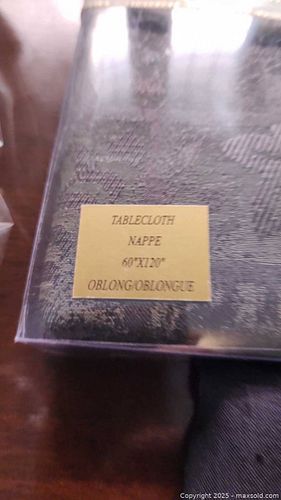 TABLECLOTH
NAPPE
60"X120"
OBLONG/OBLONGUE
Copyright 2025 - maxsold.com